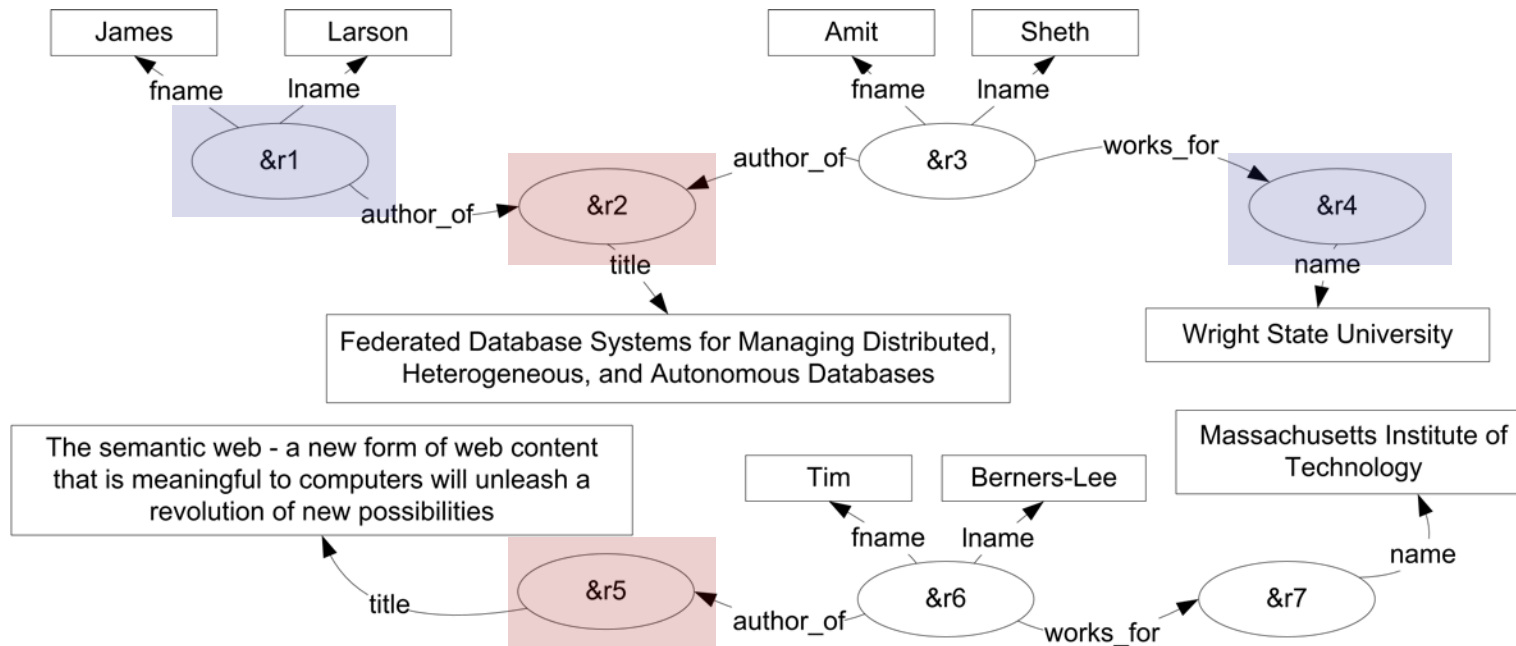 James
Larson
Amit
Sheth
fname
lname
fname
lname
&r1
author_of
&r2
author_of
&r3
works_for
&r4
title
name
Federated Database Systems for Managing Distributed,
Heterogeneous, and Autonomous Databases
Wright State University
The semantic web - a new form of web content
that is meaningful to computers will unleash a
revolution of new possibilities
Tim
Berners-Lee
Massachusetts Institute of
Technology
fname
lname
name
title
&r5
author_of
&r6
works_for
&r7